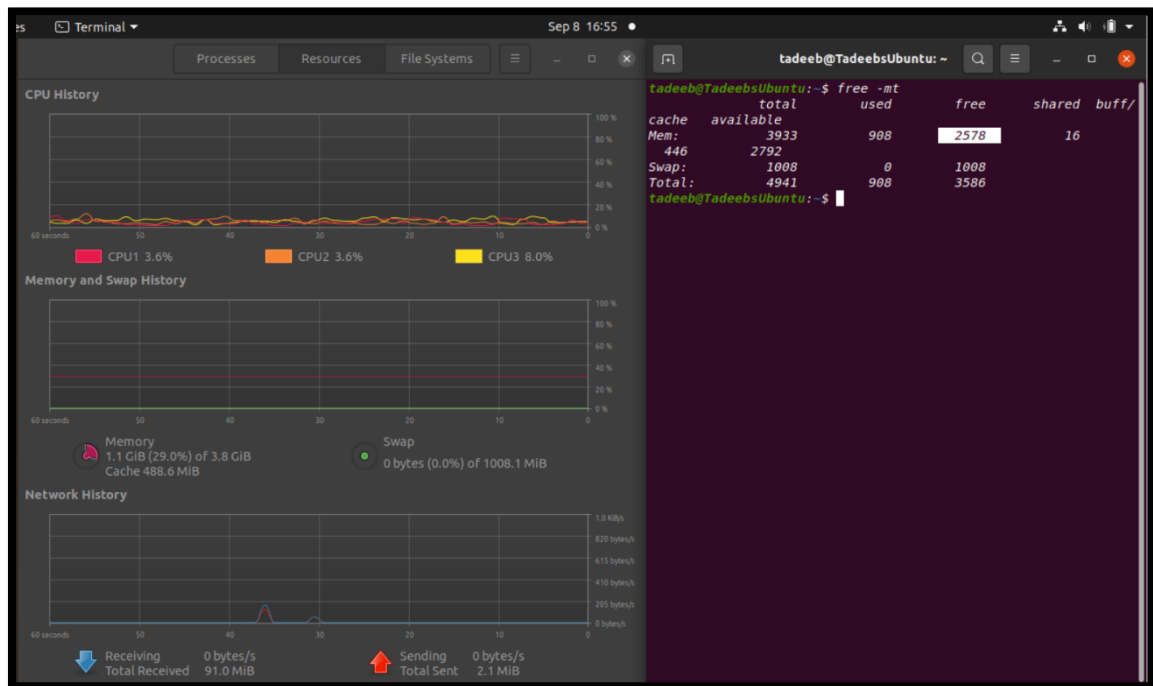 es Terminal Sep 8 16:55
Processes Resources File Systems
CPU History
100 %
80 %
60 %
40 %
20 %
0 %
60 seconds 50 40 30 20 10 0
CPU1 3.6% CPU2 3.6% CPU3 8.0%
Memory and Swap History
100 %
80 %
60 %
40 %
20 %
0 %
60 seconds 50 40 30 20 10 0
Memory
1.1 GiB (29.0%) of 3.8 GiB
Cache 488.6 MiB
Swap
0 bytes (0.0%) of 1008.1 MiB
Network History
1.0 KiB/s
820 bytes/s
615 bytes/s
410 bytes/s
205 bytes/s
0 bytes/s
60 seconds 50 40 30 20 10 0
Receiving 0 bytes/s
Total Received 91.0 MiB
Sending 0 bytes/s
Total Sent 2.1 MiB
tadeeb@TadeebsUbuntu: ~
tadeeb@TadeebsUbuntu:~$ free -mt
total used free shared buff/
cache available
Mem: 3933 908 2578 16
446 2792
Swap: 1008 0 1008
Total: 4941 908 3586
tadeeb@TadeebsUbuntu:~$